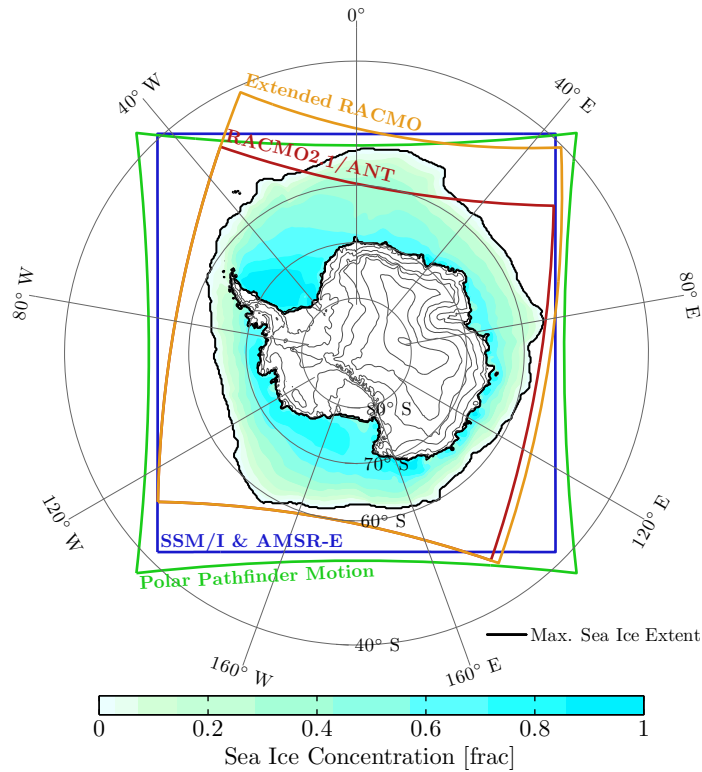 0°
40° W
40° E
Extended RACMO
RACMO2.1/ANT
80° W
80° E
80° S
70° S
60° S
120° W
120° E
SSM/I & AMSR-E
Polar Pathfinder Motion
40° S
Max. Sea Ice Extent
160° W
160° E
0 0.2 0.4 0.6 0.8 1
Sea Ice Concentration [frac]